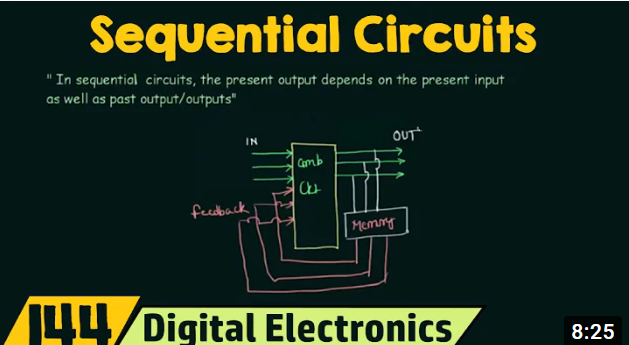 Sequential Circuits
" In sequential circuits, the present output depends on the present input
as well as past output/outputs"
IN
OUT
Comb
Ckt
feedback
Memory
144
Digital Electronics
8:25